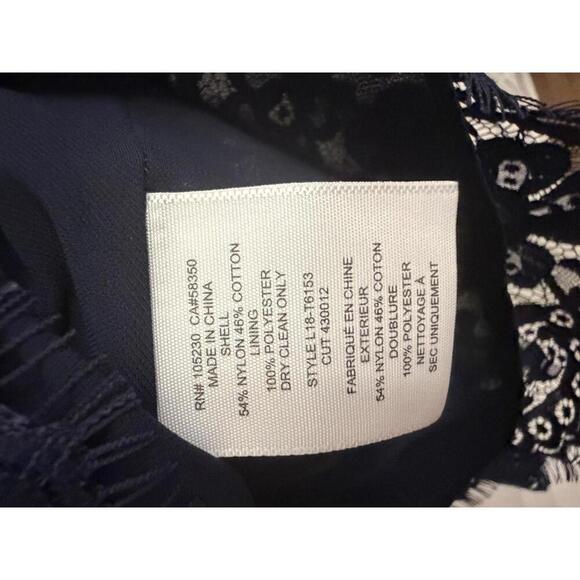 RN# 105230 CA#58350
MADE IN CHINA
SHELL
54% NYLON 46% COTTON
LINING
100% POLYESTER
DRY CLEAN ONLY
STYLE L18-T6153
CUT 430012
FABRIQUÉ EN CHINE
EXTERIEUR
54% NYLON 46% COTON
DOUBLURE
100% POLYESTER
NETTOYAGE À
SEC UNIQUEMENT